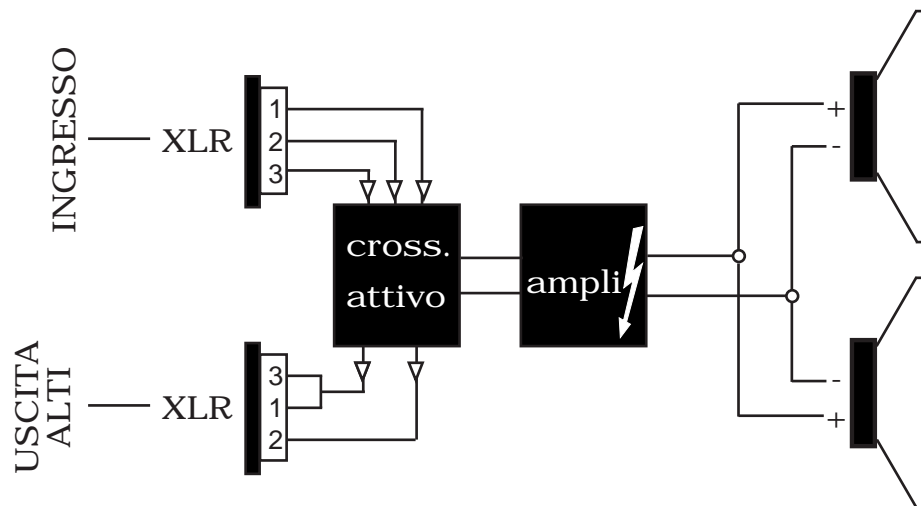 INGRESSO
XLR
1
2
3
cross.
attivo
ampli
+
-
-
+
USCITA
ALTI
XLR
3
1
2